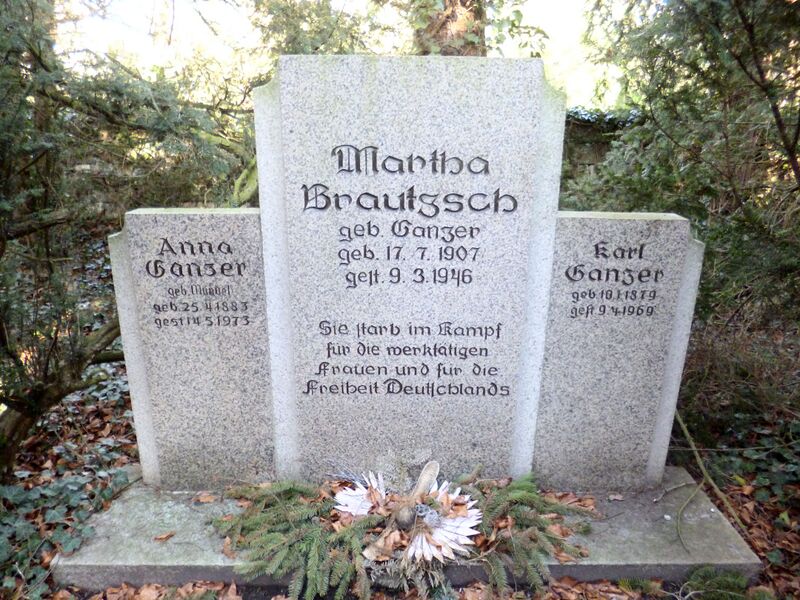 Martha
Brautzsch
geb. Ganzer
geb. 17. 7. 1907
gest. 9. 3. 1946
Sie starb im Kampf
für die werktätigen
Frauen und für die
Freiheit Deutschlands
Anna
Ganzer
geb.
geb. 25.4.1883
gest. 14.5.1973
Karl
Ganzer
geb. 10.1.1879
gest. 9.4.1969